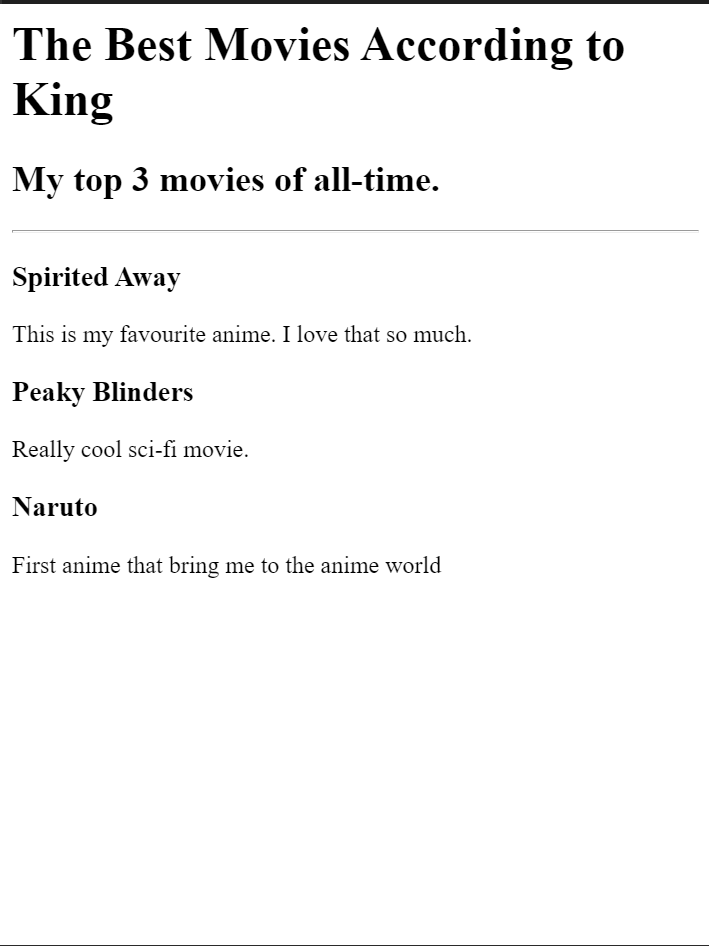 The Best Movies According to
King
My top 3 movies of all-time.
Spirited Away
This is my favourite anime. I love that so much.
Peaky Blinders
Really cool sci-fi movie.
Naruto
First anime that bring me to the anime world